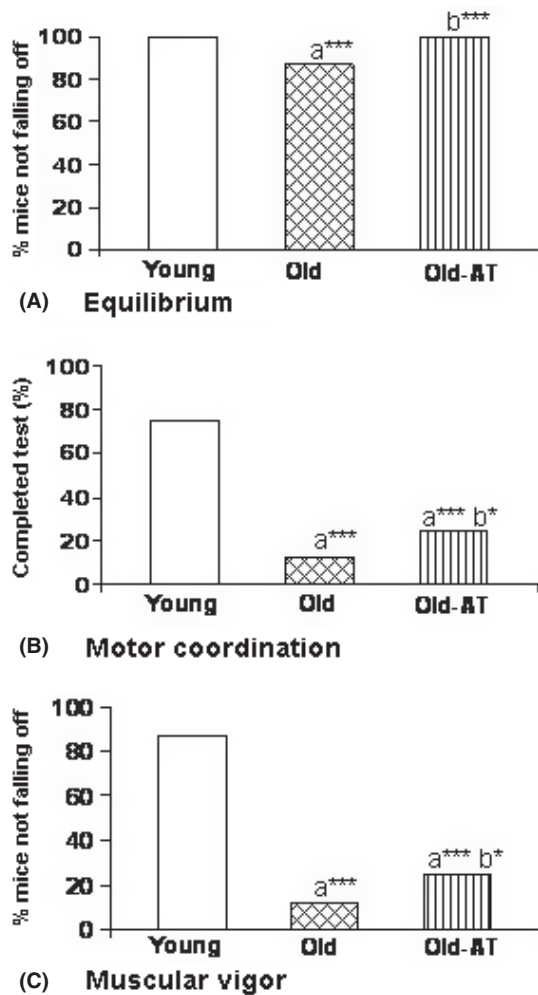 % mice not falling off
100
80
60
40
20
0
a***
b***
Young
Old
Old-AT
(A) Equilibrium
Completed test (%)
100
80
60
40
20
0
a***
a*** b*
Young
Old
Old-AT
(B) Motor coordination
% mice not falling off
100
80
60
40
20
0
a***
a*** b*
Young
Old
Old-AT
(C) Muscular vigor